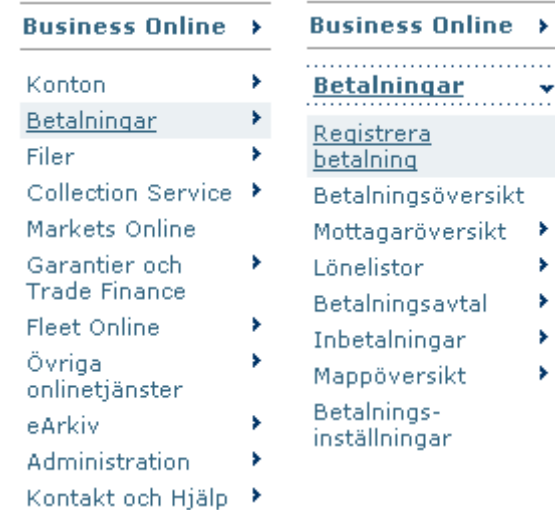 Business Online
Konton
Betalningar
Filer
Collection Service
Markets Online
Garantier och
Trade Finance
Fleet Online
Övriga
onlinetjänster
eArkiv
Administration
Kontakt och Hjälp
Business Online
Betalningar
Registrera
betalning
Betalningsöversikt
Mottagaröversikt
Lönelistor
Betalningsavtal
Inbetalningar
Mappöversikt
Betalnings-
inställningar